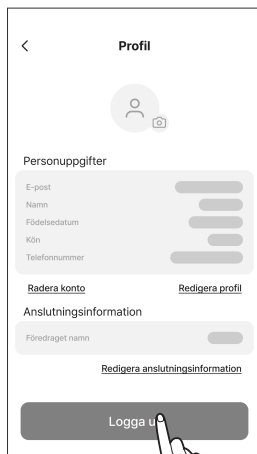 Profil
Personuppgifter
E-post
Namn
Födelsedatum
Kön
Telefonnummer
Radera konto Redigera profil
Anslutningsinformation
Föredraget namn
Redigera anslutningsinformation
Logga u